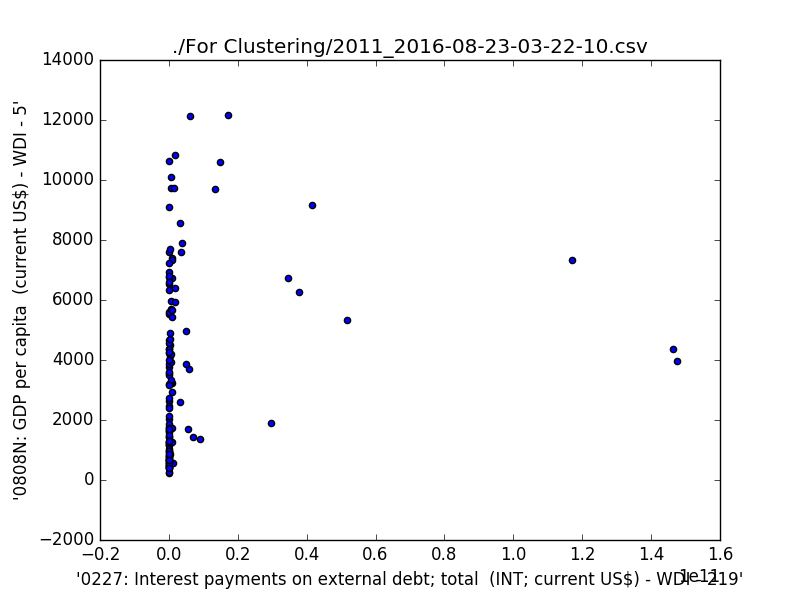 ./For Clustering/2011_2016-08-23-03-22-10.csv
14000
12000
10000
8000
6000
4000
2000
0
−2000
'0808N: GDP per capita  (current US$) - WDI - 5'
−0.2 0.0 0.2 0.4 0.6 0.8 1.0 1.2 1.4 1.6
1e11
'0227: Interest payments on external debt; total  (INT; current US$) - WDI - 219'